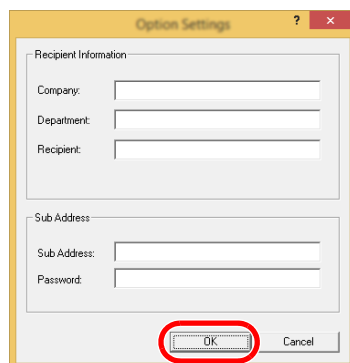 Option Settings ? ×
Recipient Information
Company:
Department:
Recipient:
Sub Address
Sub Address:
Password:
OK Cancel